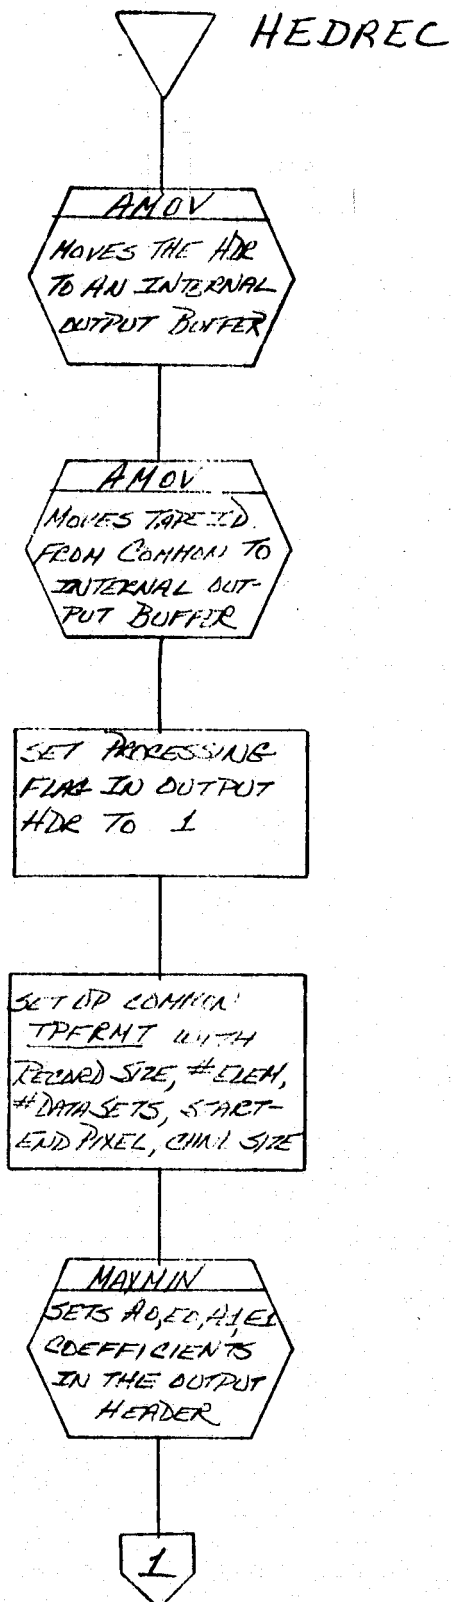 HEDREC
AMOV
MOVES THE HDR
TO AN INTERNAL
OUTPUT BUFFER
AMOV
MOVES TAPE ID
FROM COMMON TO
INTERNAL OUT-
PUT BUFFER
SET PROCESSING
FLAG IN OUTPUT
HDR TO 1
SET UP COMMON
TPFRMT WITH
RECORD SIZE, #ELEM,
#DATA SETS, START-
END PIXEL, CHNL SIZE
MAXMIN
SETS A0,E0,A1,E1
COEFFICIENTS
IN THE OUTPUT
HEADER
1